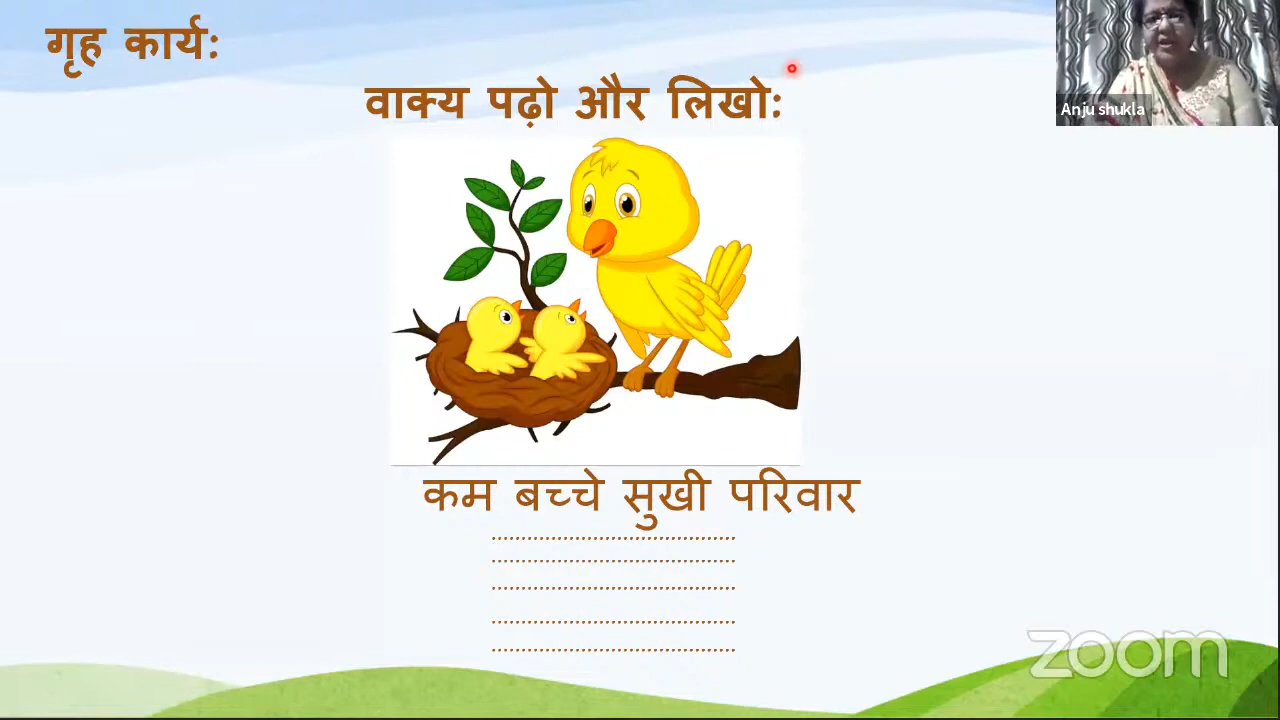 गृह कार्य:
Anju shukla
वाक्य पढ़ो और लिखो:
कम बच्चे सुखी परिवार
zoom